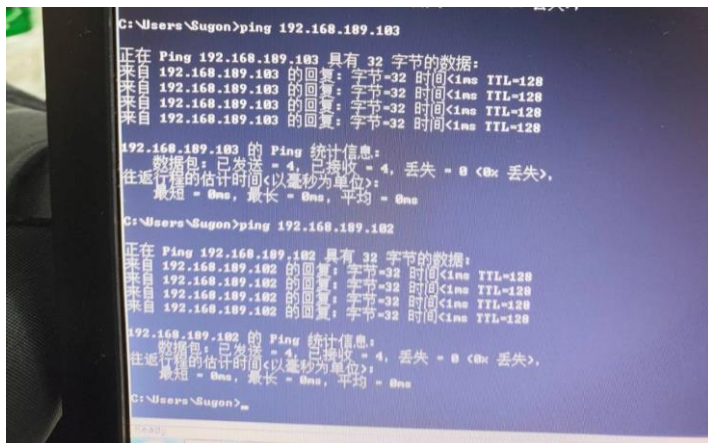 C:\Users\Sugon>ping 192.168.189.103
正在 Ping 192.168.189.103 具有 32 字节的数据:
来自 192.168.189.103 的回复: 字节=32 时间<1ms TTL=128
来自 192.168.189.103 的回复: 字节=32 时间<1ms TTL=128
来自 192.168.189.103 的回复: 字节=32 时间<1ms TTL=128
来自 192.168.189.103 的回复: 字节=32 时间<1ms TTL=128
192.168.189.103 的 Ping 统计信息:
数据包: 已发送 = 4, 已接收 = 4, 丢失 = 0 <0% 丢失>,
往返行程的估计时间<以毫秒为单位>:
最短 = 0ms, 最长 = 0ms, 平均 = 0ms
C:\Users\Sugon>ping 192.168.189.102
正在 Ping 192.168.189.102 具有 32 字节的数据:
来自 192.168.189.102 的回复: 字节=32 时间<1ms TTL=128
来自 192.168.189.102 的回复: 字节=32 时间<1ms TTL=128
来自 192.168.189.102 的回复: 字节=32 时间<1ms TTL=128
来自 192.168.189.102 的回复: 字节=32 时间<1ms TTL=128
192.168.189.102 的 Ping 统计信息:
数据包: 已发送 = 4, 已接收 = 4, 丢失 = 0 <0% 丢失>,
往返行程的估计时间<以毫秒为单位>:
最短 = 0ms, 最长 = 0ms, 平均 = 0ms
C:\Users\Sugon>_